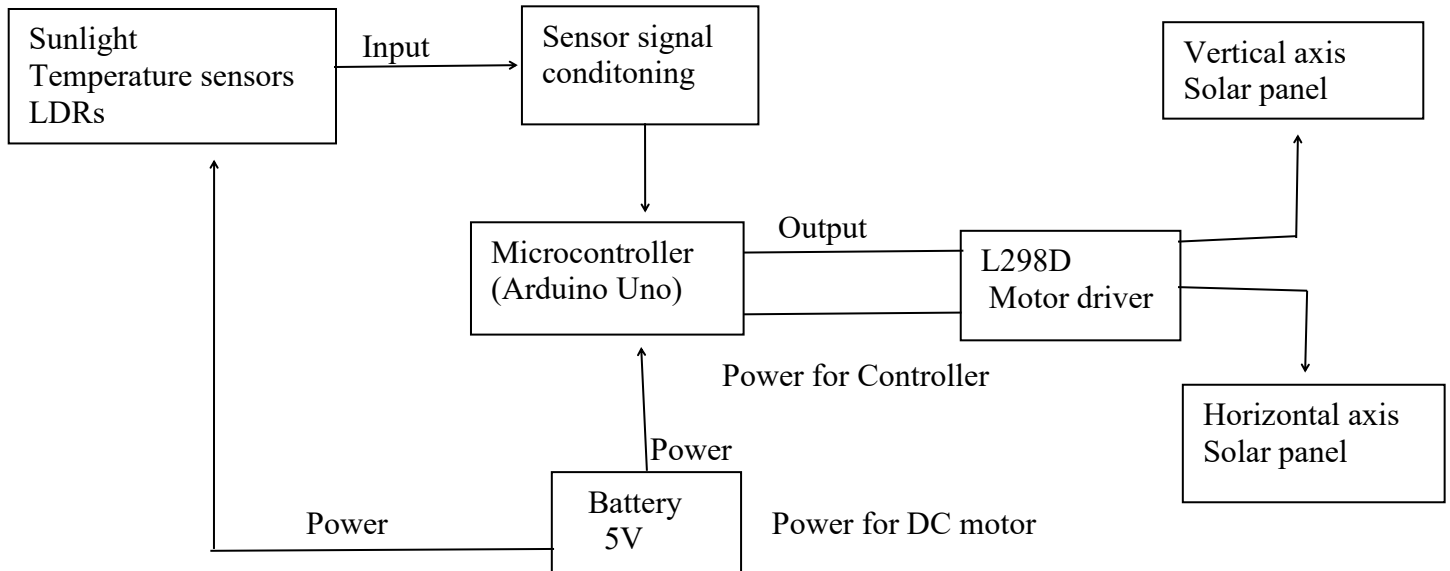 Sunlight
Temperature sensors
LDRs
Input
Sensor signal
conditoning
Vertical axis
Solar panel
Microcontroller
(Arduino Uno)
Output
L298D
Motor driver
Power for Controller
Horizontal axis
Solar panel
Power
Battery
5V
Power
Power for DC motor